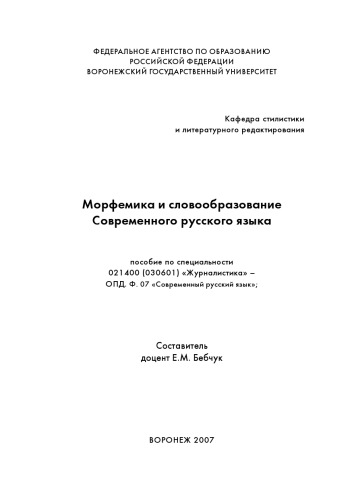 ФЕДЕРАЛЬНОЕ АГЕНТСТВО ПО ОБРАЗОВАНИЮ
РОССИЙСКОЙ ФЕДЕРАЦИИ
ВОРОНЕЖСКИЙ ГОСУДАРСТВЕННЫЙ УНИВЕРСИТЕТ
Кафедра стилистики
и литературного редактирования
Морфемика и словообразование
Современного русского языка
пособие по специальности
021400 (030601) «Журналистика» –
ОПД. Ф. 07 «Современный русский язык»;
Составитель
доцент Е.М. Бебчук
ВОРОНЕЖ 2007